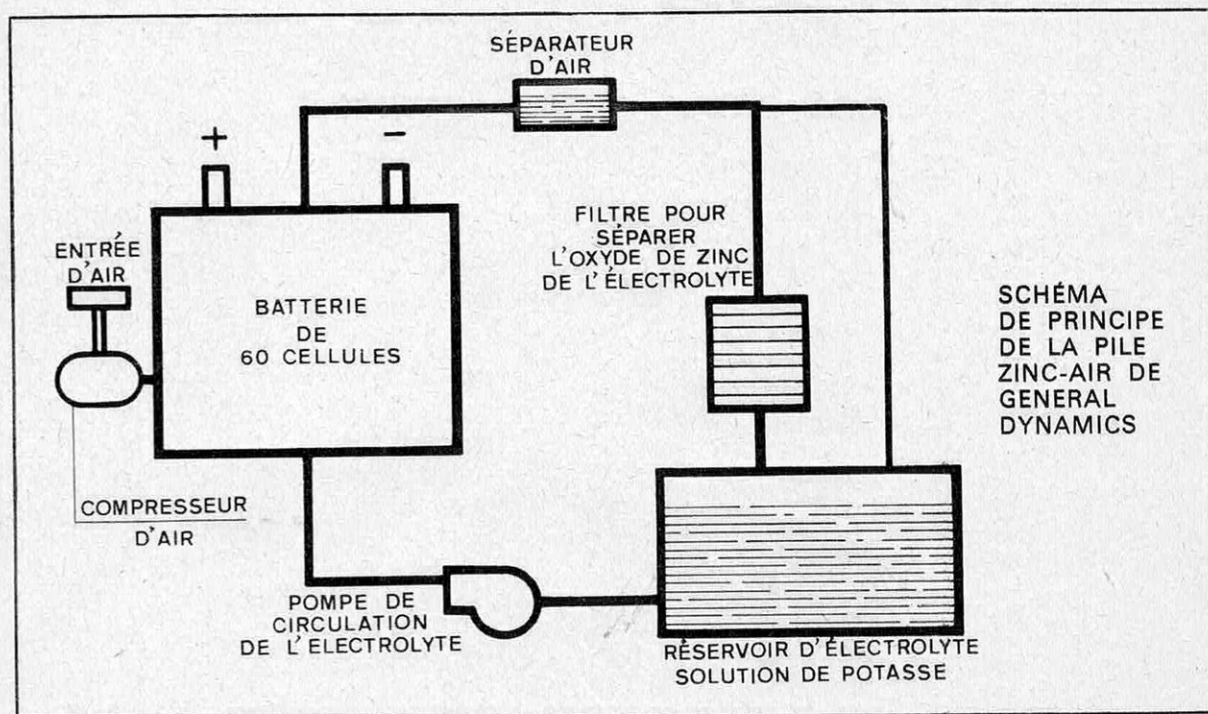 SÉPARATEUR
D'AIR
+
−
ENTRÉE
D'AIR
BATTERIE
DE
60 CELLULES
FILTRE POUR
SÉPARER
L'OXYDE DE ZINC
DE L'ÉLECTROLYTE
SCHÉMA
DE PRINCIPE
DE LA PILE
ZINC-AIR DE
GENERAL
DYNAMICS
COMPRESSEUR
D'AIR
POMPE DE
CIRCULATION
DE L'ELECTROLYTE
RÉSERVOIR D'ÉLECTROLYTE
SOLUTION DE POTASSE